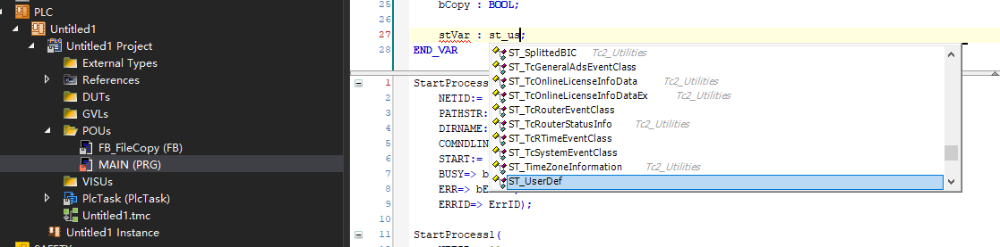 PLC
Untitled1
Untitled1 Project
External Types
References
DUTs
GVLs
POUs
FB_FileCopy (FB)
MAIN (PRG)
VISUs
PlcTask (PlcTask)
Untitled1.tmc
Untitled1 Instance
25 bCopy : BOOL;
26
27 stVar : st_us;
28 END_VAR
ST_SplittedBIC Tc2_Utilities
ST_TcGeneralAdsEventClass
ST_TcOnlineLicenseInfoData Tc2_Utilities
ST_TcOnlineLicenseInfoDataEx Tc2_Utilities
ST_TcRouterEventClass
ST_TcRouterStatusInfo Tc2_Utilities
ST_TcRTimeEventClass
ST_TcSystemEventClass
ST_TimeZoneInformation Tc2_Utilities
ST_UserDef
1 StartProcess
2 NETID:=
3 PATHSTR:
4 DIRNAME:
5 COMNDLIN
6 START:=
7 BUSY=> b
8 ERR=> bE
9 ERRID=> ErrID);
10
11 StartProcess1(